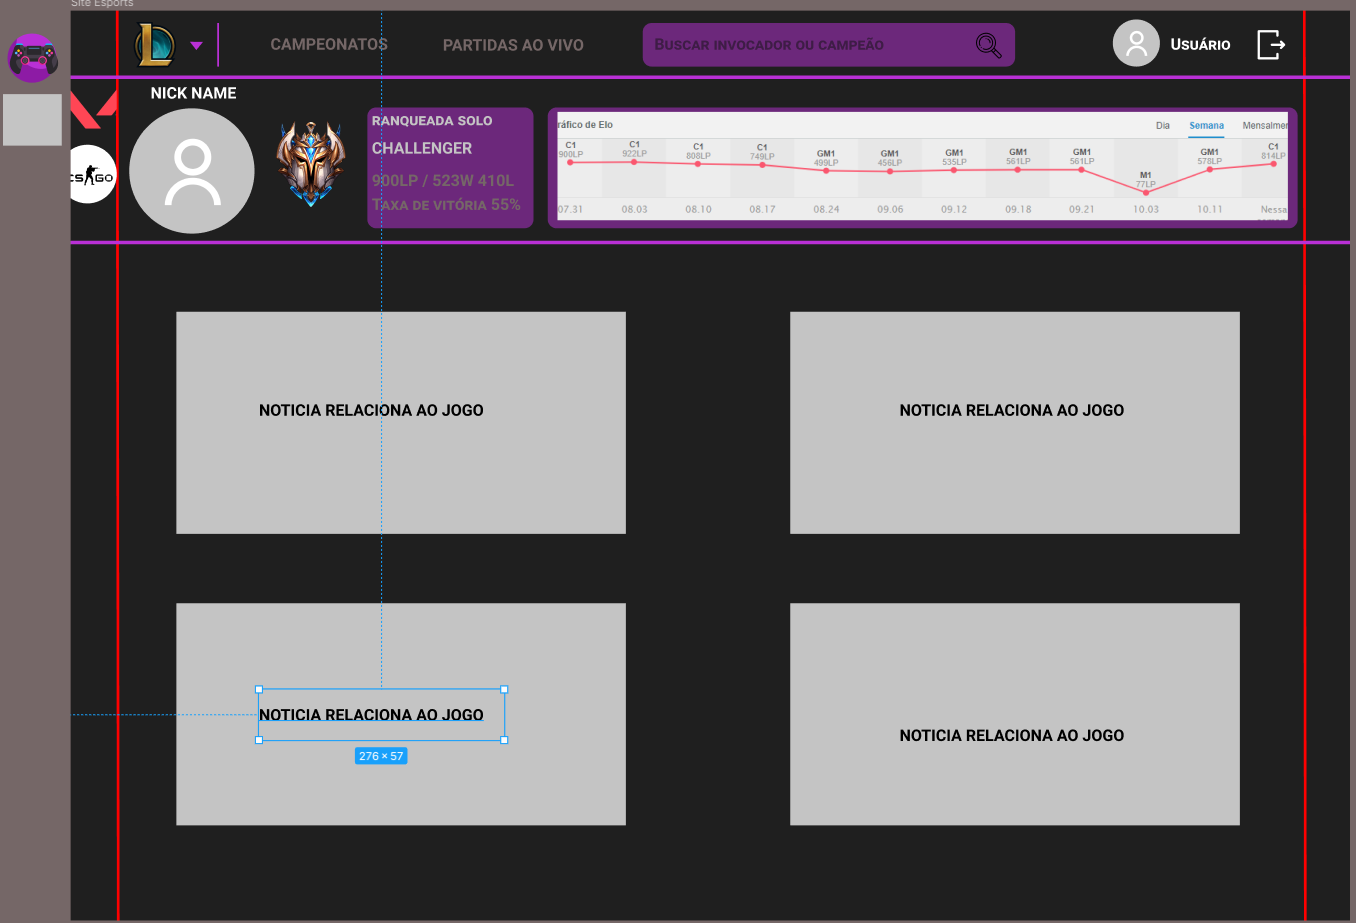 Site Esports
CAMPEONATOS
PARTIDAS AO VIVO
Buscar invocador ou campeão
Usuário
NICK NAME
CS GO
RANQUEADA SOLO
CHALLENGER
900LP / 523W 410L
Taxa de vitória 55%
ráfico de Elo
Dia
Semana
Mensalmen
C1 900LP
C1 922LP
C1 808LP
C1 749LP
GM1 499LP
GM1 456LP
GM1 535LP
GM1 561LP
GM1 561LP
M1 77LP
GM1 578LP
C1 814LP
07.31
08.03
08.10
08.17
08.24
09.06
09.12
09.18
09.21
10.03
10.11
Nessa
NOTICIA RELACIONA AO JOGO
NOTICIA RELACIONA AO JOGO
NOTICIA RELACIONA AO JOGO
276 × 57
NOTICIA RELACIONA AO JOGO